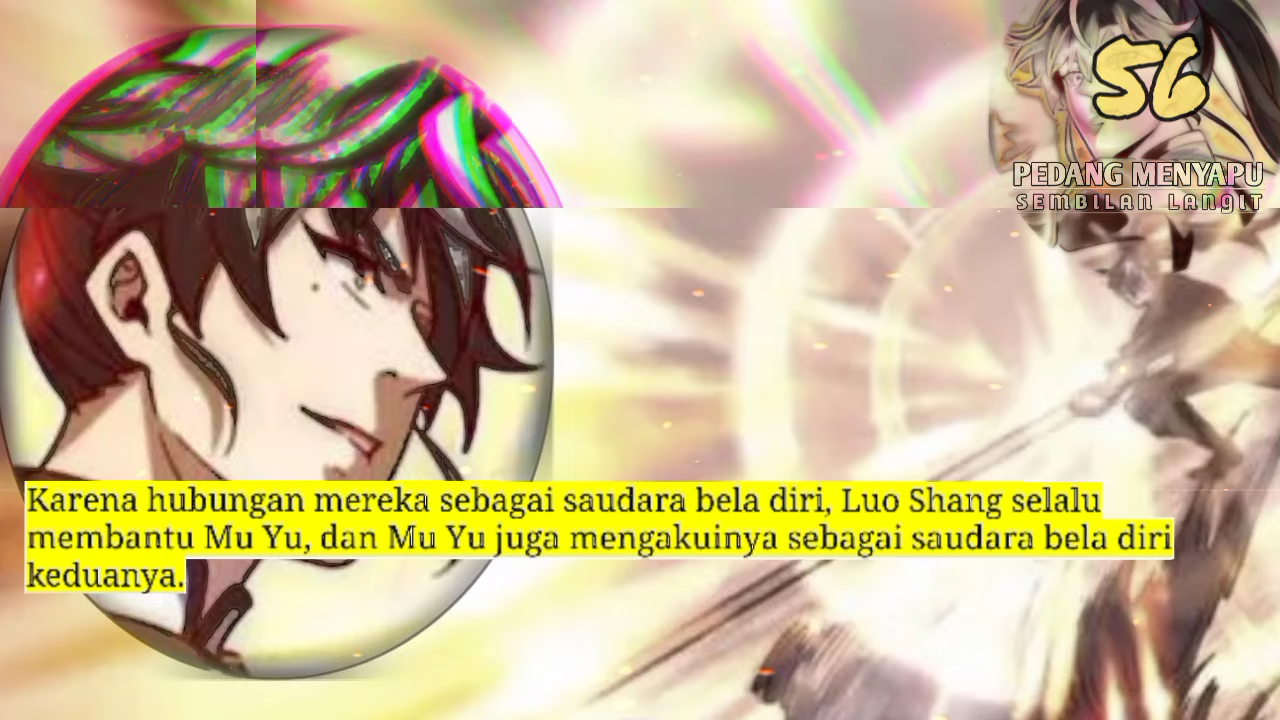 56
PEDANG MENYAPU
SEMBILAN LANGIT
Karena hubungan mereka sebagai saudara bela diri, Luo Shang selalu
membantu Mu Yu, dan Mu Yu juga mengakuinya sebagai saudara bela diri
keduanya.